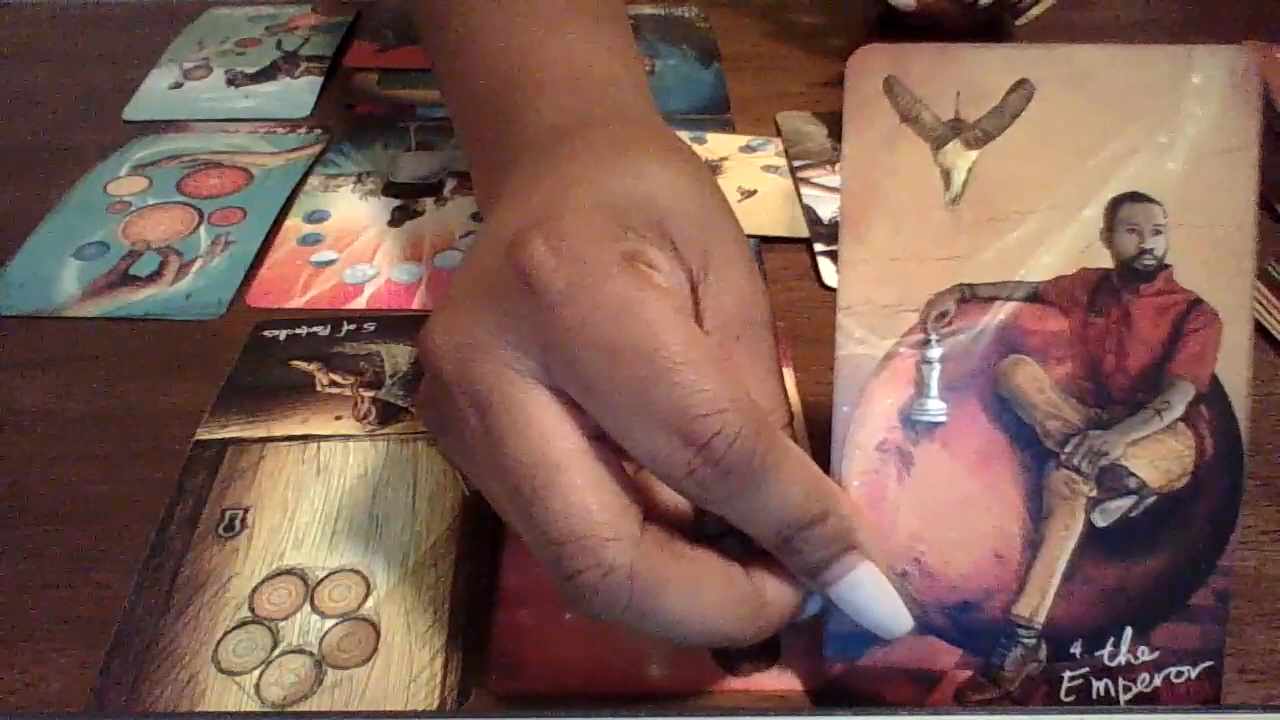 5 of Pentacles
4. the
Emperor